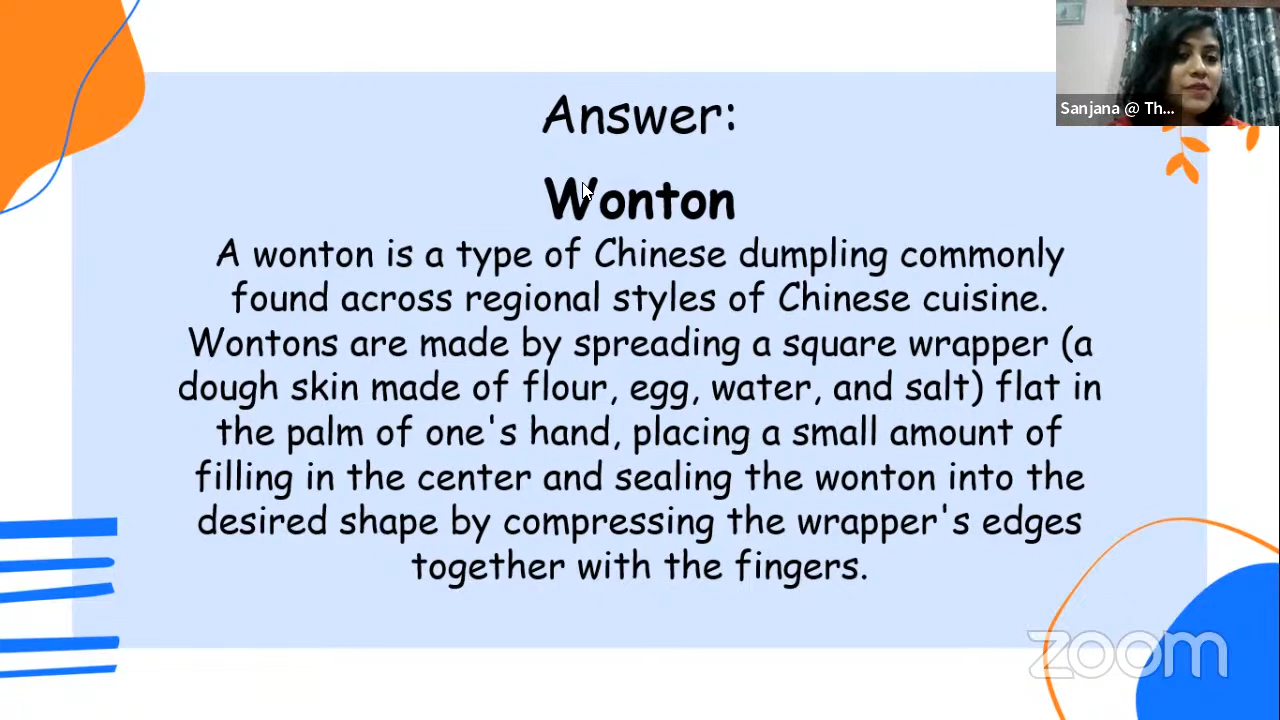 Answer:
Wonton
A wonton is a type of Chinese dumpling commonly
found across regional styles of Chinese cuisine.
Wontons are made by spreading a square wrapper (a
dough skin made of flour, egg, water, and salt) flat in
the palm of one's hand, placing a small amount of
filling in the center and sealing the wonton into the
desired shape by compressing the wrapper's edges
together with the fingers.
Sanjana @ Th...
zoom